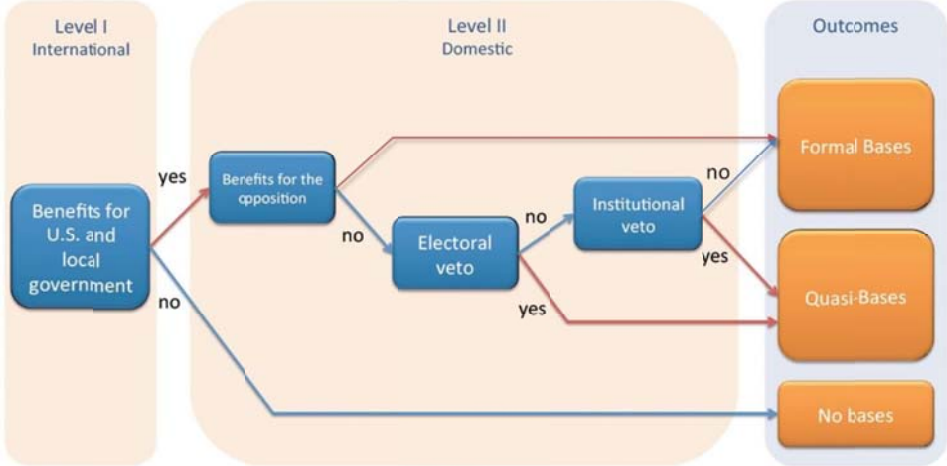 Level I
International
Level II
Domestic
Outcomes
Benefits for
U.S. and
local
government
yes
no
Benefits for the
opposition
no
Electoral
veto
no
yes
Institutional
veto
no
yes
Formal Bases
Quasi-Bases
No bases